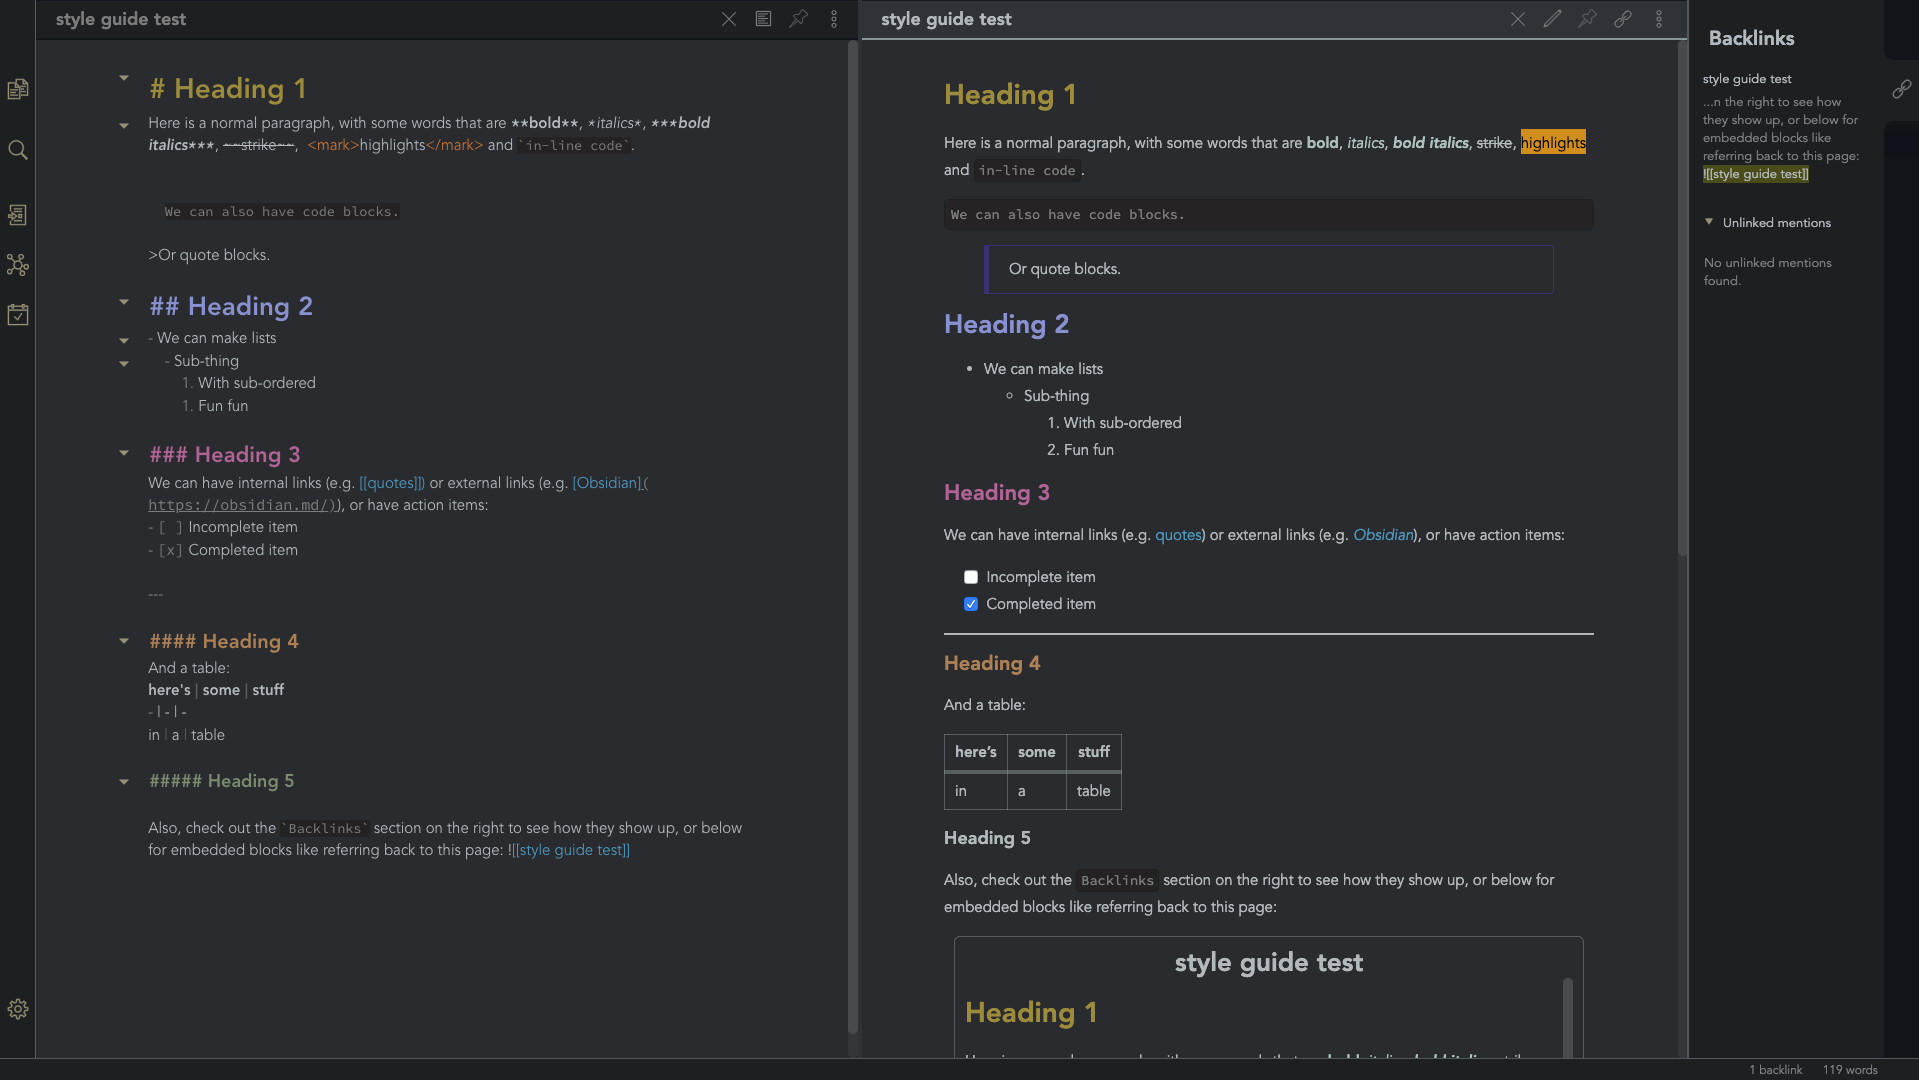 style guide test
# Heading 1
Here is a normal paragraph, with some words that are **bold**, *italics*, ***bold
italics***, ~~strike~~, <mark>highlights</mark> and `in-line code`.
We can also have code blocks.
>Or quote blocks.
## Heading 2
- We can make lists
- Sub-thing
1. With sub-ordered
1. Fun fun
### Heading 3
We can have internal links (e.g. [[quotes]]) or external links (e.g. [Obsidian](
https://obsidian.md/)), or have action items:
- [ ] Incomplete item
- [x] Completed item
---
#### Heading 4
And a table:
here's | some | stuff
-|-|-
in | a | table
##### Heading 5
Also, check out the `Backlinks` section on the right to see how they show up, or below
for embedded blocks like referring back to this page: ![[style guide test]]
style guide test
Heading 1
Here is a normal paragraph, with some words that are bold, italics, bold italics, strike, highlights
and in-line code.
We can also have code blocks.
Or quote blocks.
Heading 2
• We can make lists
◦ Sub-thing
1. With sub-ordered
2. Fun fun
Heading 3
We can have internal links (e.g. quotes) or external links (e.g. Obsidian), or have action items:
Incomplete item
Completed item
Heading 4
And a table:
here's some stuff
in a table
Heading 5
Also, check out the Backlinks section on the right to see how they show up, or below for
embedded blocks like referring back to this page:
style guide test
Heading 1
Backlinks
style guide test
...n the right to see how
they show up, or below for
embedded blocks like
referring back to this page:
![[style guide test]]
Unlinked mentions
No unlinked mentions
found.
1 backlink 119 words